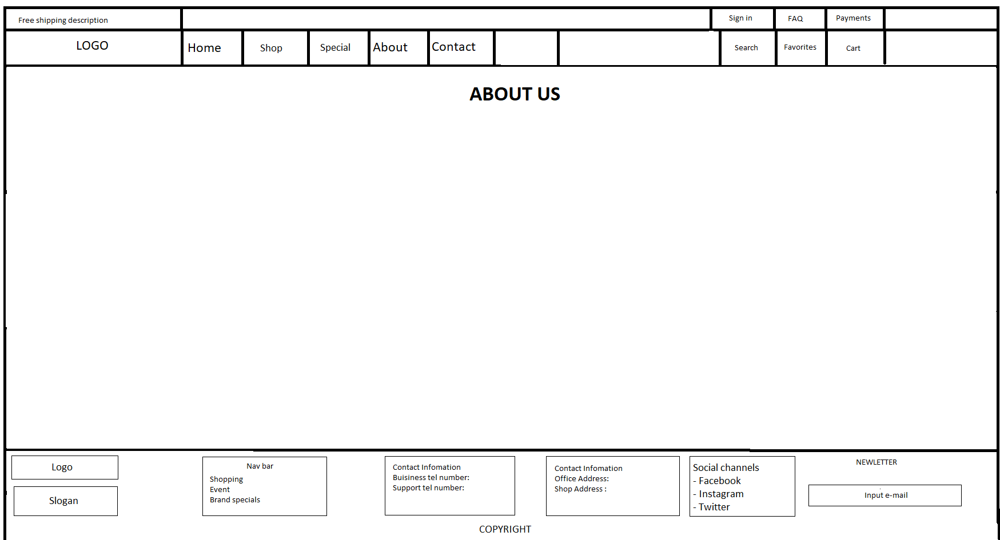 Free shipping description
Sign in
FAQ
Payments
LOGO
Home
Shop
Special
About
Contact
Search
Favorites
Cart
ABOUT US
Logo
Slogan
Nav bar
Shopping
Event
Brand specials
Contact Infomation
Buisiness tel number:
Support tel number:
Contact Infomation
Office Address:
Shop Address :
Social channels
- Facebook
- Instagram
- Twitter
NEWLETTER
Input e-mail
COPYRIGHT